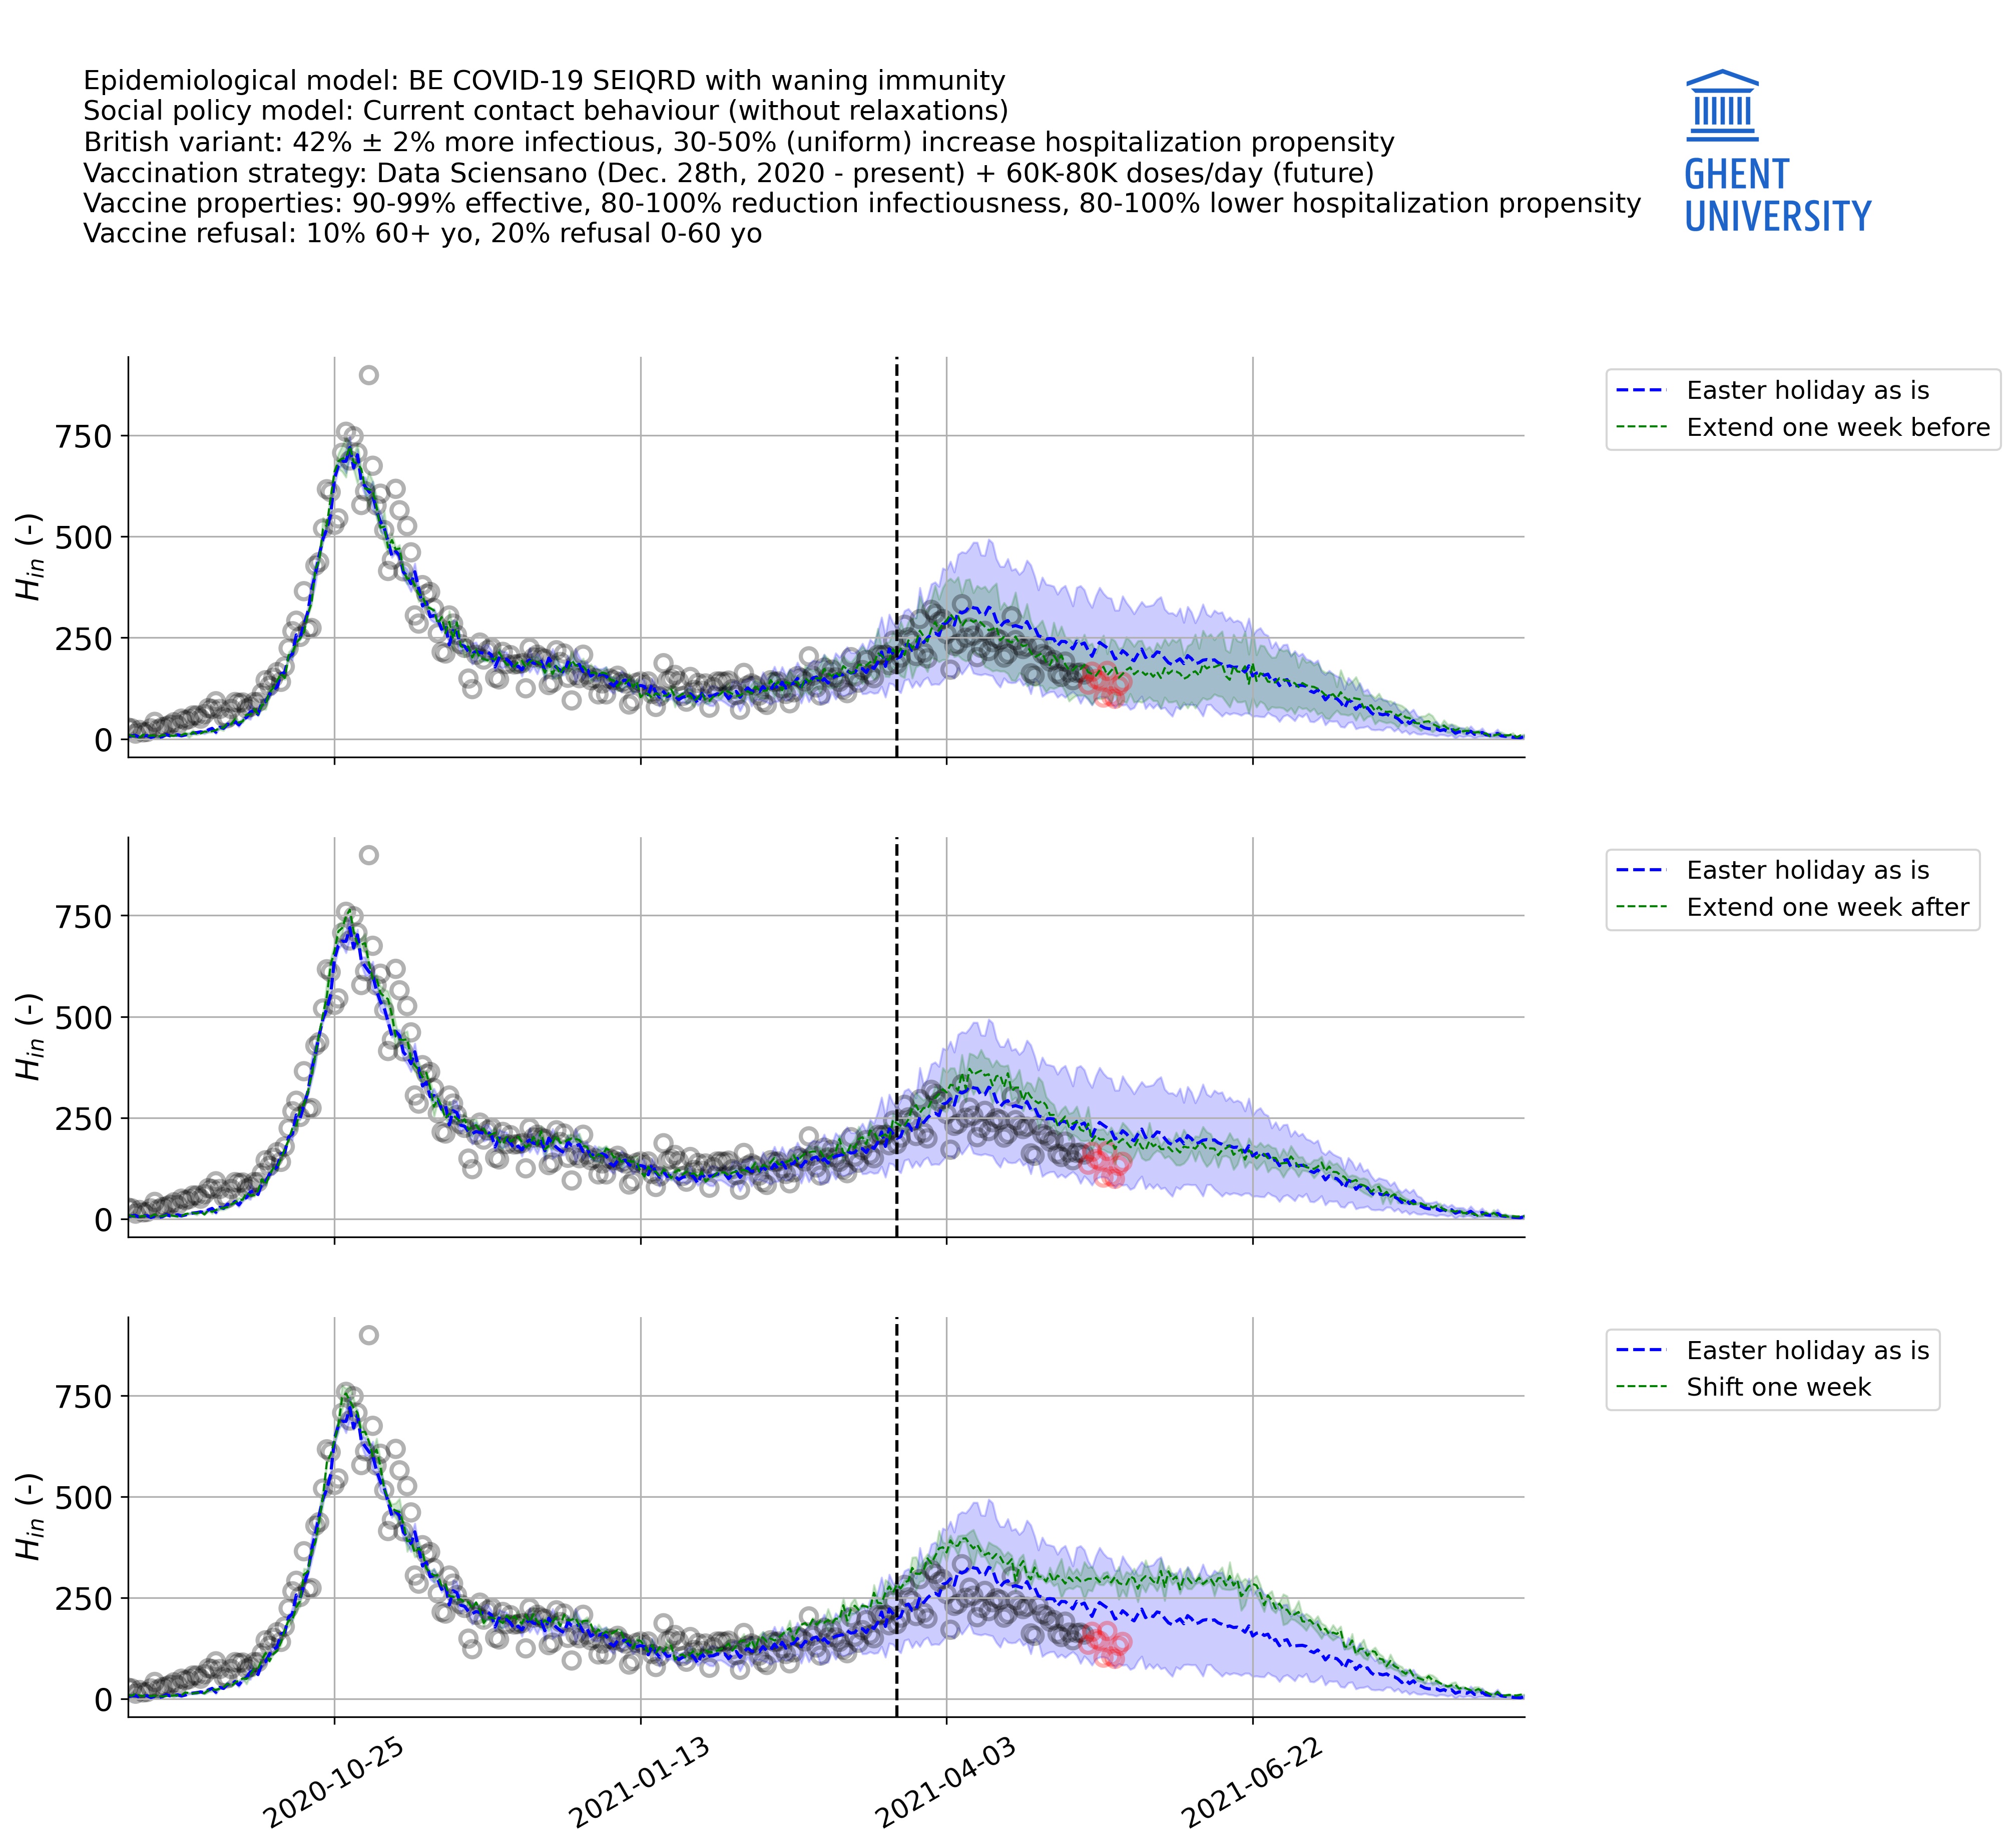 Epidemiological model: BE COVID-19 SEIQRD with waning immunity
Social policy model: Current contact behaviour (without relaxations)
British variant: 42% ± 2% more infectious, 30-50% (uniform) increase hospitalization propensity
Vaccination strategy: Data Sciensano (Dec. 28th, 2020 - present) + 60K-80K doses/day (future)
Vaccine properties: 90-99% effective, 80-100% reduction infectiousness, 80-100% lower hospitalization propensity
Vaccine refusal: 10% 60+ yo, 20% refusal 0-60 yo
GHENT
UNIVERSITY
H_in (-)
750
500
250
0
Easter holiday as is
Extend one week before
H_in (-)
750
500
250
0
Easter holiday as is
Extend one week after
H_in (-)
750
500
250
0
Easter holiday as is
Shift one week
2020-10-25
2021-01-13
2021-04-03
2021-06-22